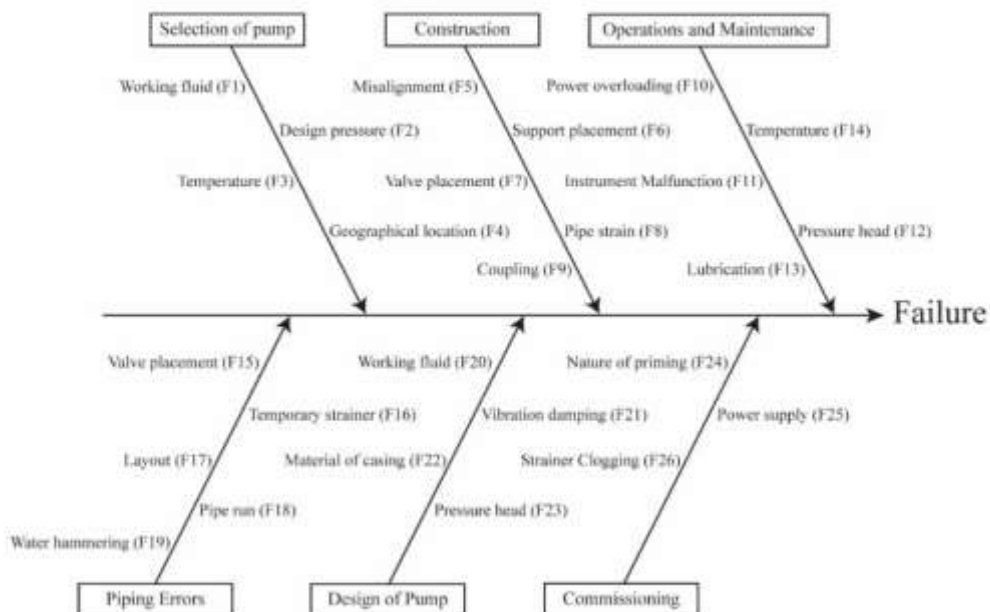 Selection of pump
Construction
Operations and Maintenance
Working fluid (F1)
Design pressure (F2)
Temperature (F3)
Geographical location (F4)
Misalignment (F5)
Support placement (F6)
Valve placement (F7)
Pipe strain (F8)
Coupling (F9)
Power overloading (F10)
Temperature (F14)
Instrument Malfunction (F11)
Pressure head (F12)
Lubrication (F13)
Failure
Valve placement (F15)
Temporary strainer (F16)
Layout (F17)
Pipe run (F18)
Water hammering (F19)
Working fluid (F20)
Vibration damping (F21)
Material of casing (F22)
Pressure head (F23)
Nature of priming (F24)
Power supply (F25)
Strainer Clogging (F26)
Piping Errors
Design of Pump
Commissioning